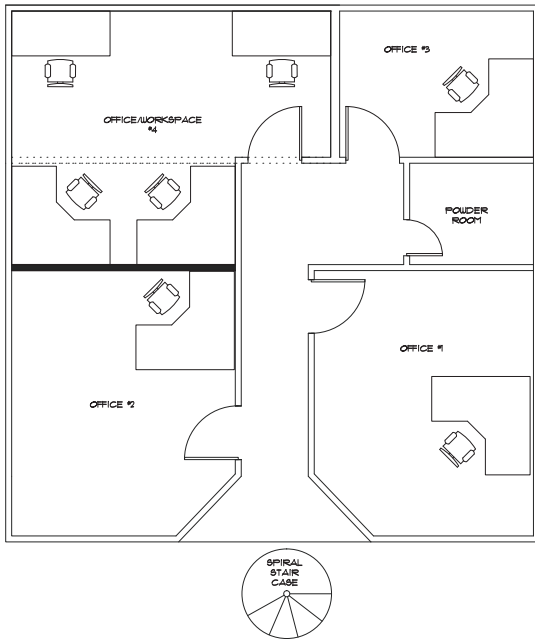 OFFICE #3
OFFICE/WORKSPACE
#4
POWDER
ROOM
OFFICE #1
OFFICE #2
SPIRAL
STAIR
CASE